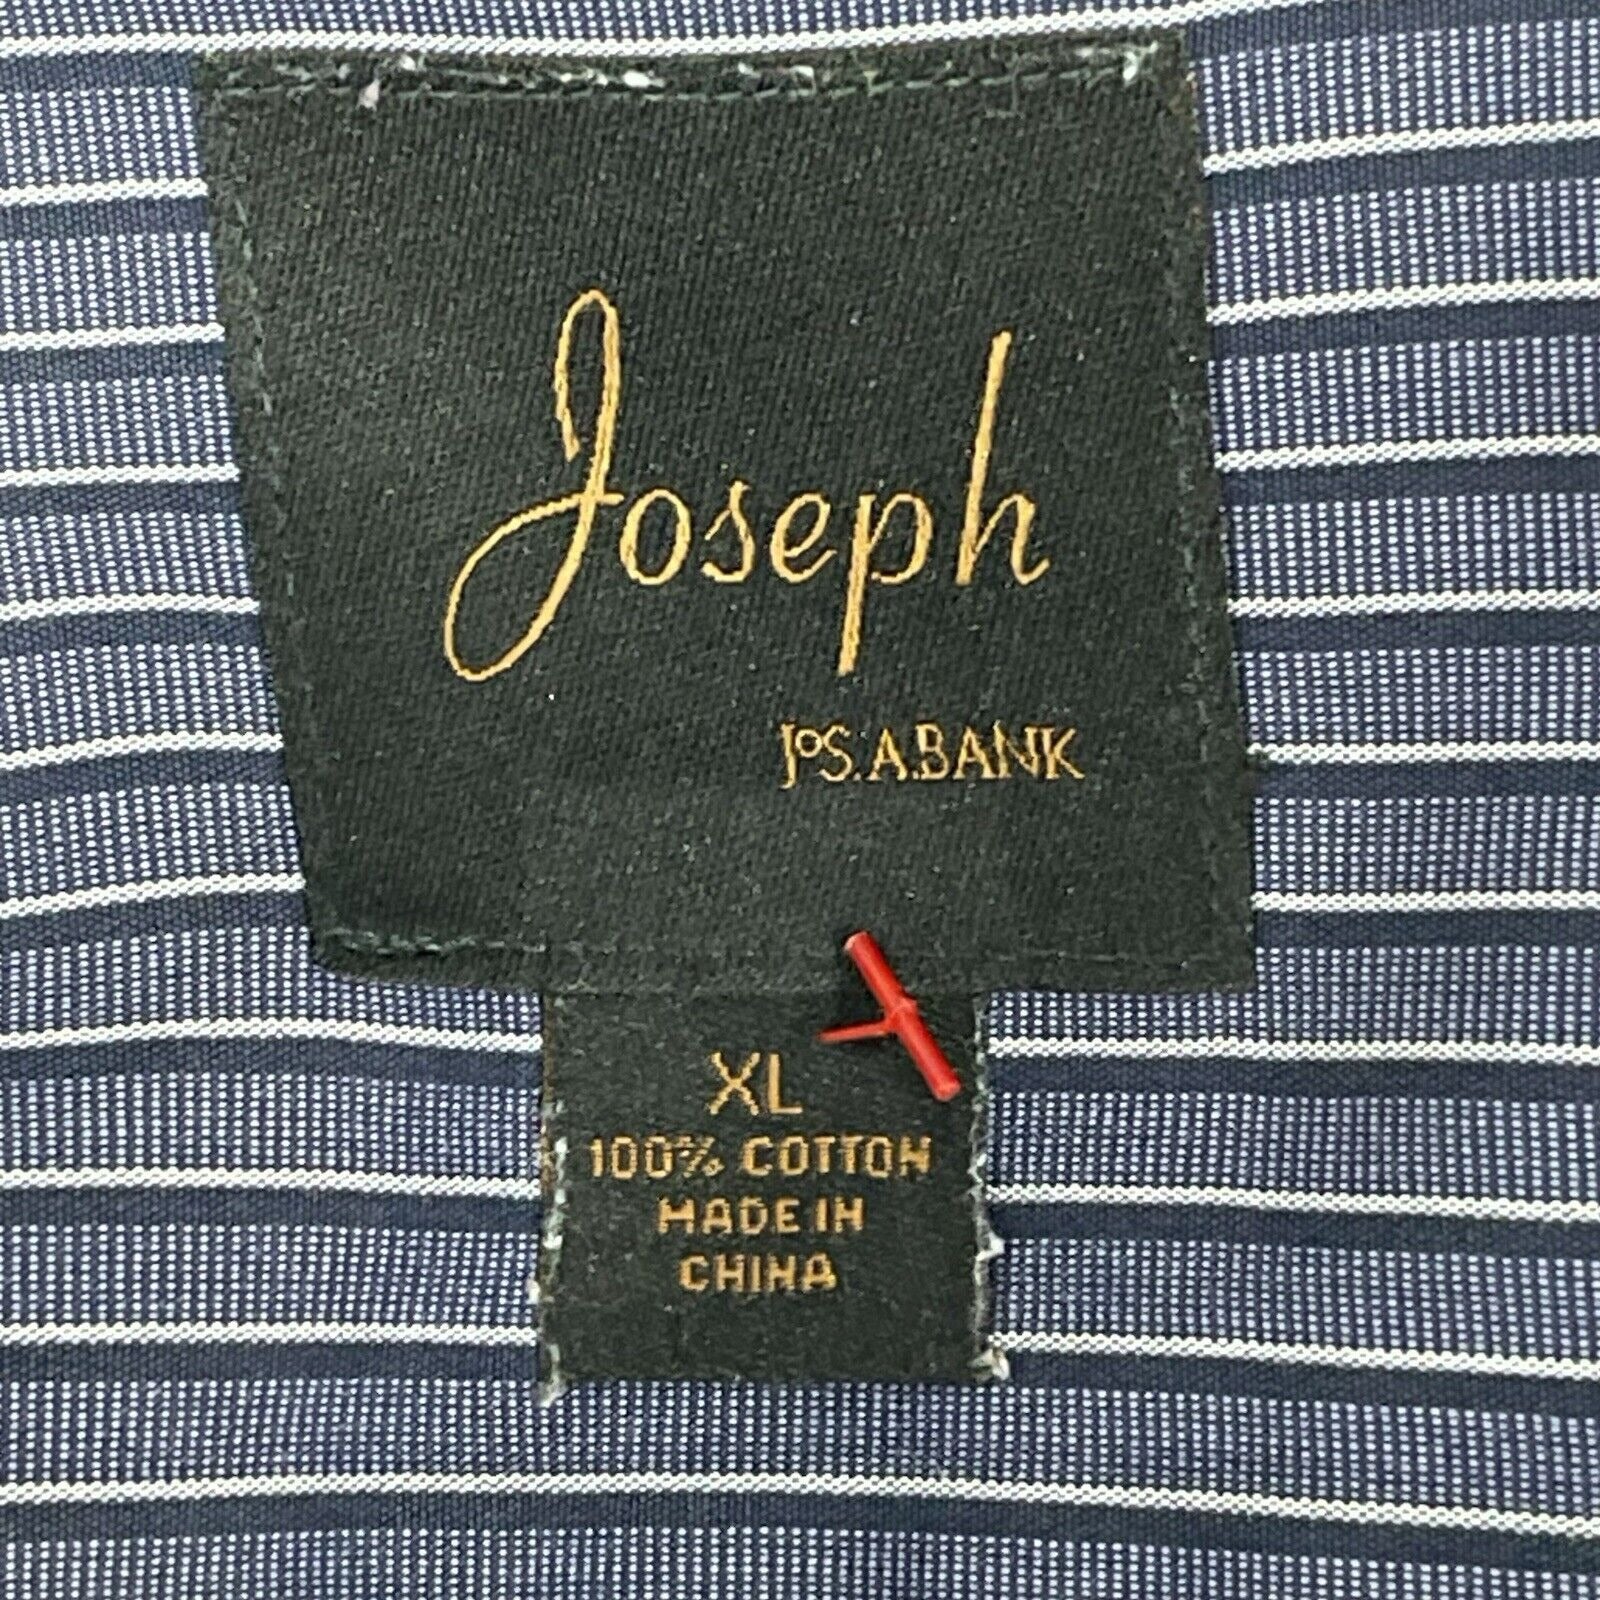 Joseph
JoS.A.BANK
XL
100% COTTON
MADE IN
CHINA